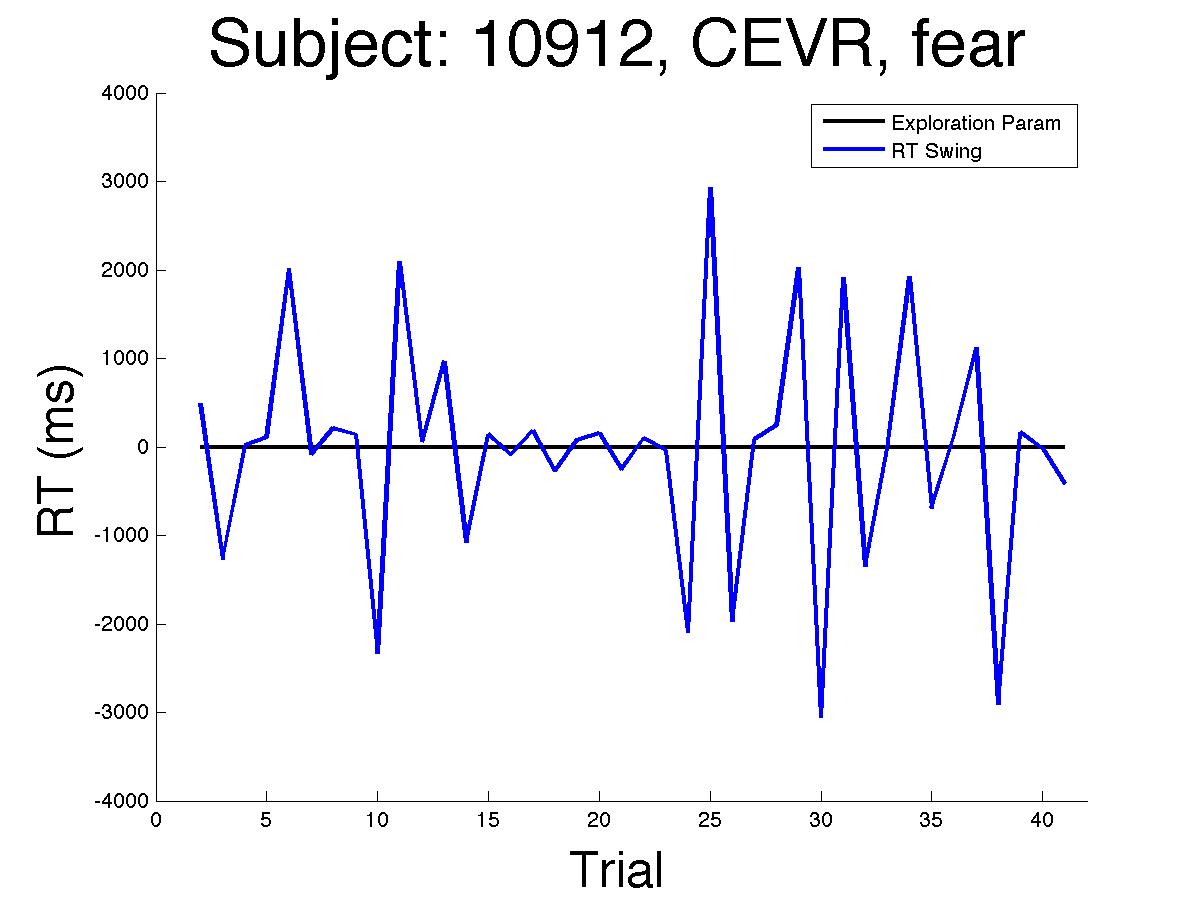 Subject: 10912, CEVR, fear
4000
3000
2000
1000
0
-1000
-2000
-3000
-4000
RT (ms)
Exploration Param
RT Swing
0 5 10 15 20 25 30 35 40
Trial